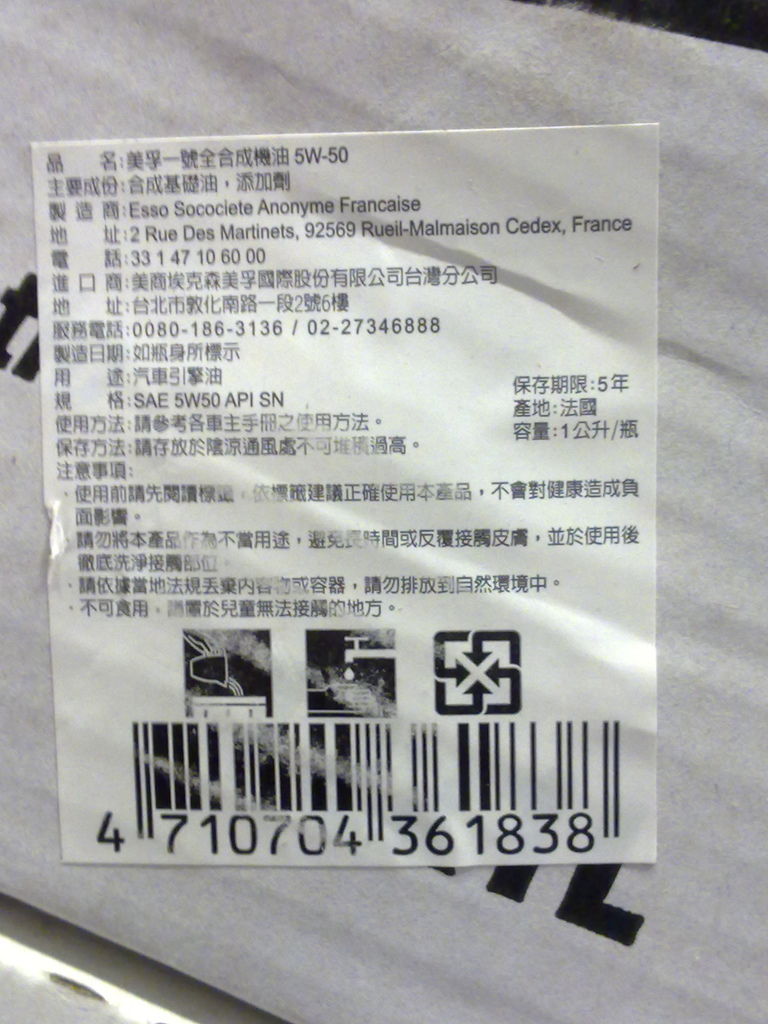 品 名:美孚一號全合成機油 5W-50
主要成份:合成基礎油,添加劑
製 造 商:Esso Socociete Anonyme Francaise
地 址:2 Rue Des Martinets, 92569 Rueil-Malmaison Cedex, France
電 話:33 1 47 10 60 00
進 口 商:美商埃克森美孚國際股份有限公司台灣分公司
地 址:台北市敦化南路一段2號6樓
服務電話:0080-186-3136 / 02-27346888
製造日期:如瓶身所標示
用 途:汽車引擎油
規 格:SAE 5W50 API SN
保存期限:5年
產地:法國
容量:1公升/瓶
使用方法:請參考各車主手冊之使用方法。
保存方法:請存放於陰涼通風處不可堆積過高。
注意事項:
·使用前請先閱讀標籤,依標籤建議正確使用本產品,不會對健康造成負
面影響。
·請勿將本產品作為不當用途,避免長時間或反覆接觸皮膚,並於使用後
徹底洗淨接觸部位。
·請依據當地法規丟棄內容物或容器,請勿排放到自然環境中。
·不可食用,請置於兒童無法接觸的地方。
4 710704 361838